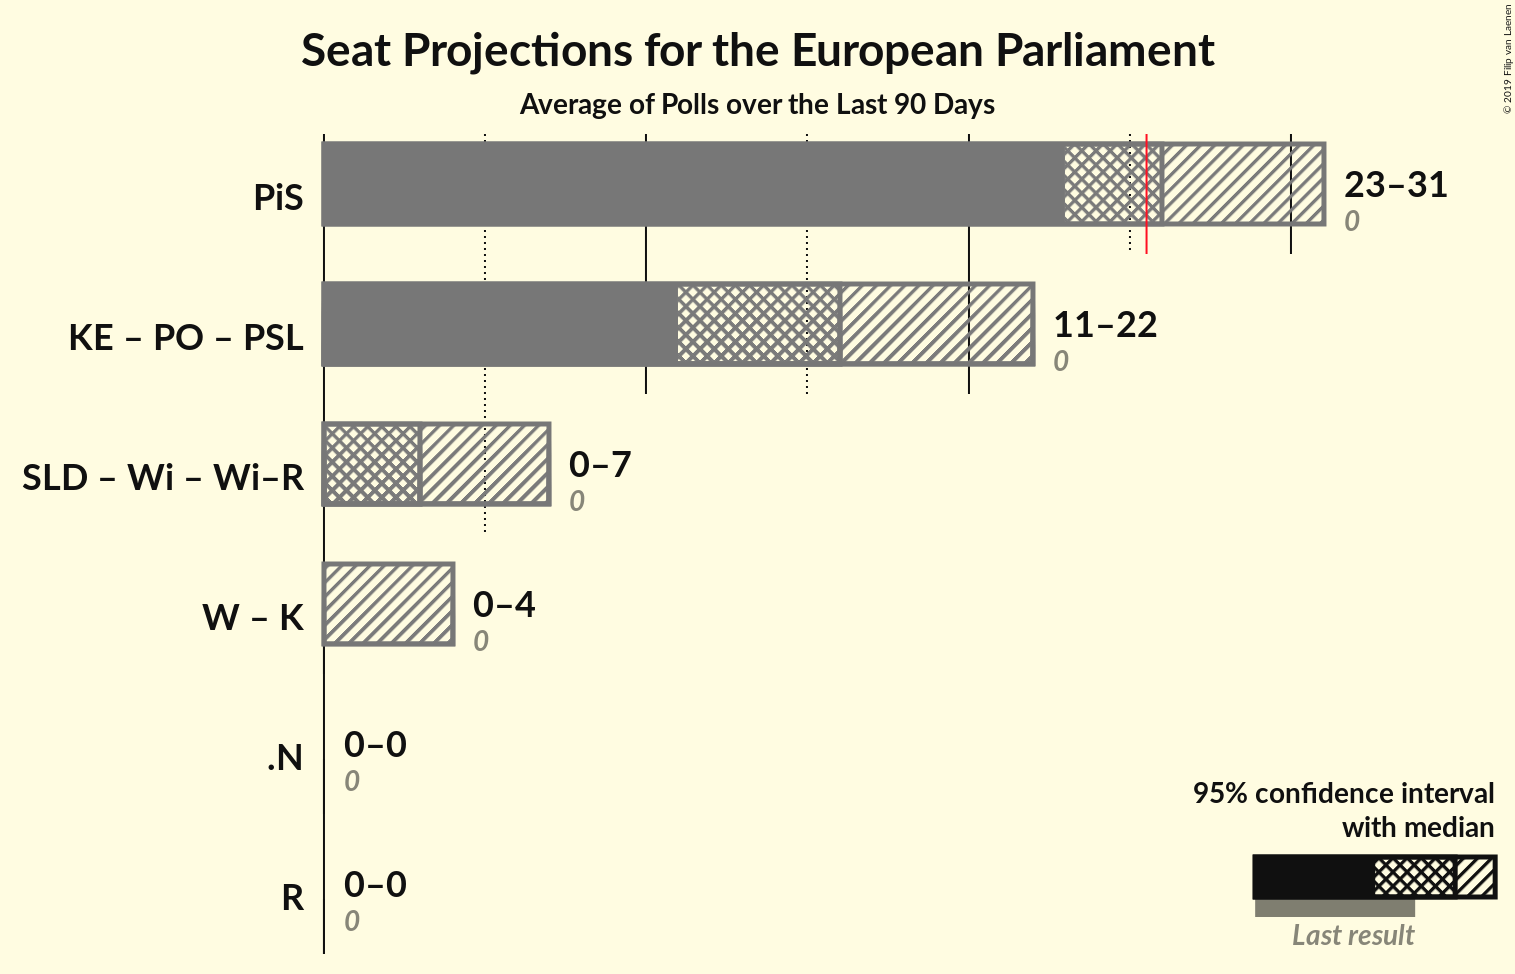 Seat Projections for the European Parliament
Average of Polls over the Last 90 Days
© 2019 Filip van Laenen
PiS
23–31
0
KE – PO – PSL
11–22
0
SLD – Wi – Wi–R
0–7
0
W – K
0–4
0
.N
0–0
0
R
0–0
0
95% confidence interval
with median
Last result